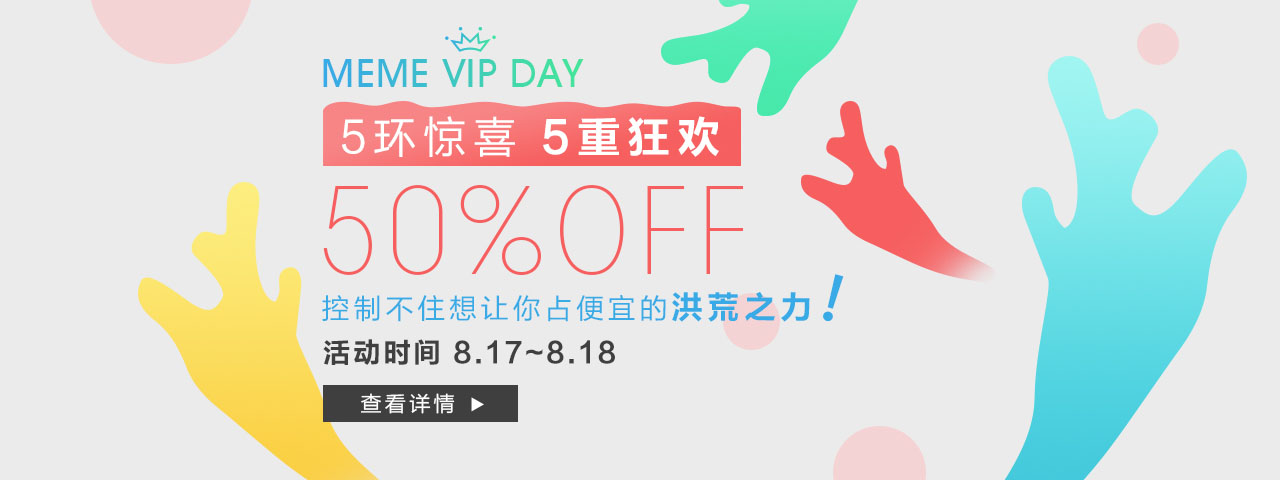 MEME VIP DAY
5环惊喜 5重狂欢
50%OFF
控制不住想让你占便宜的洪荒之力!
活动时间 8.17~8.18
查看详情 ▶